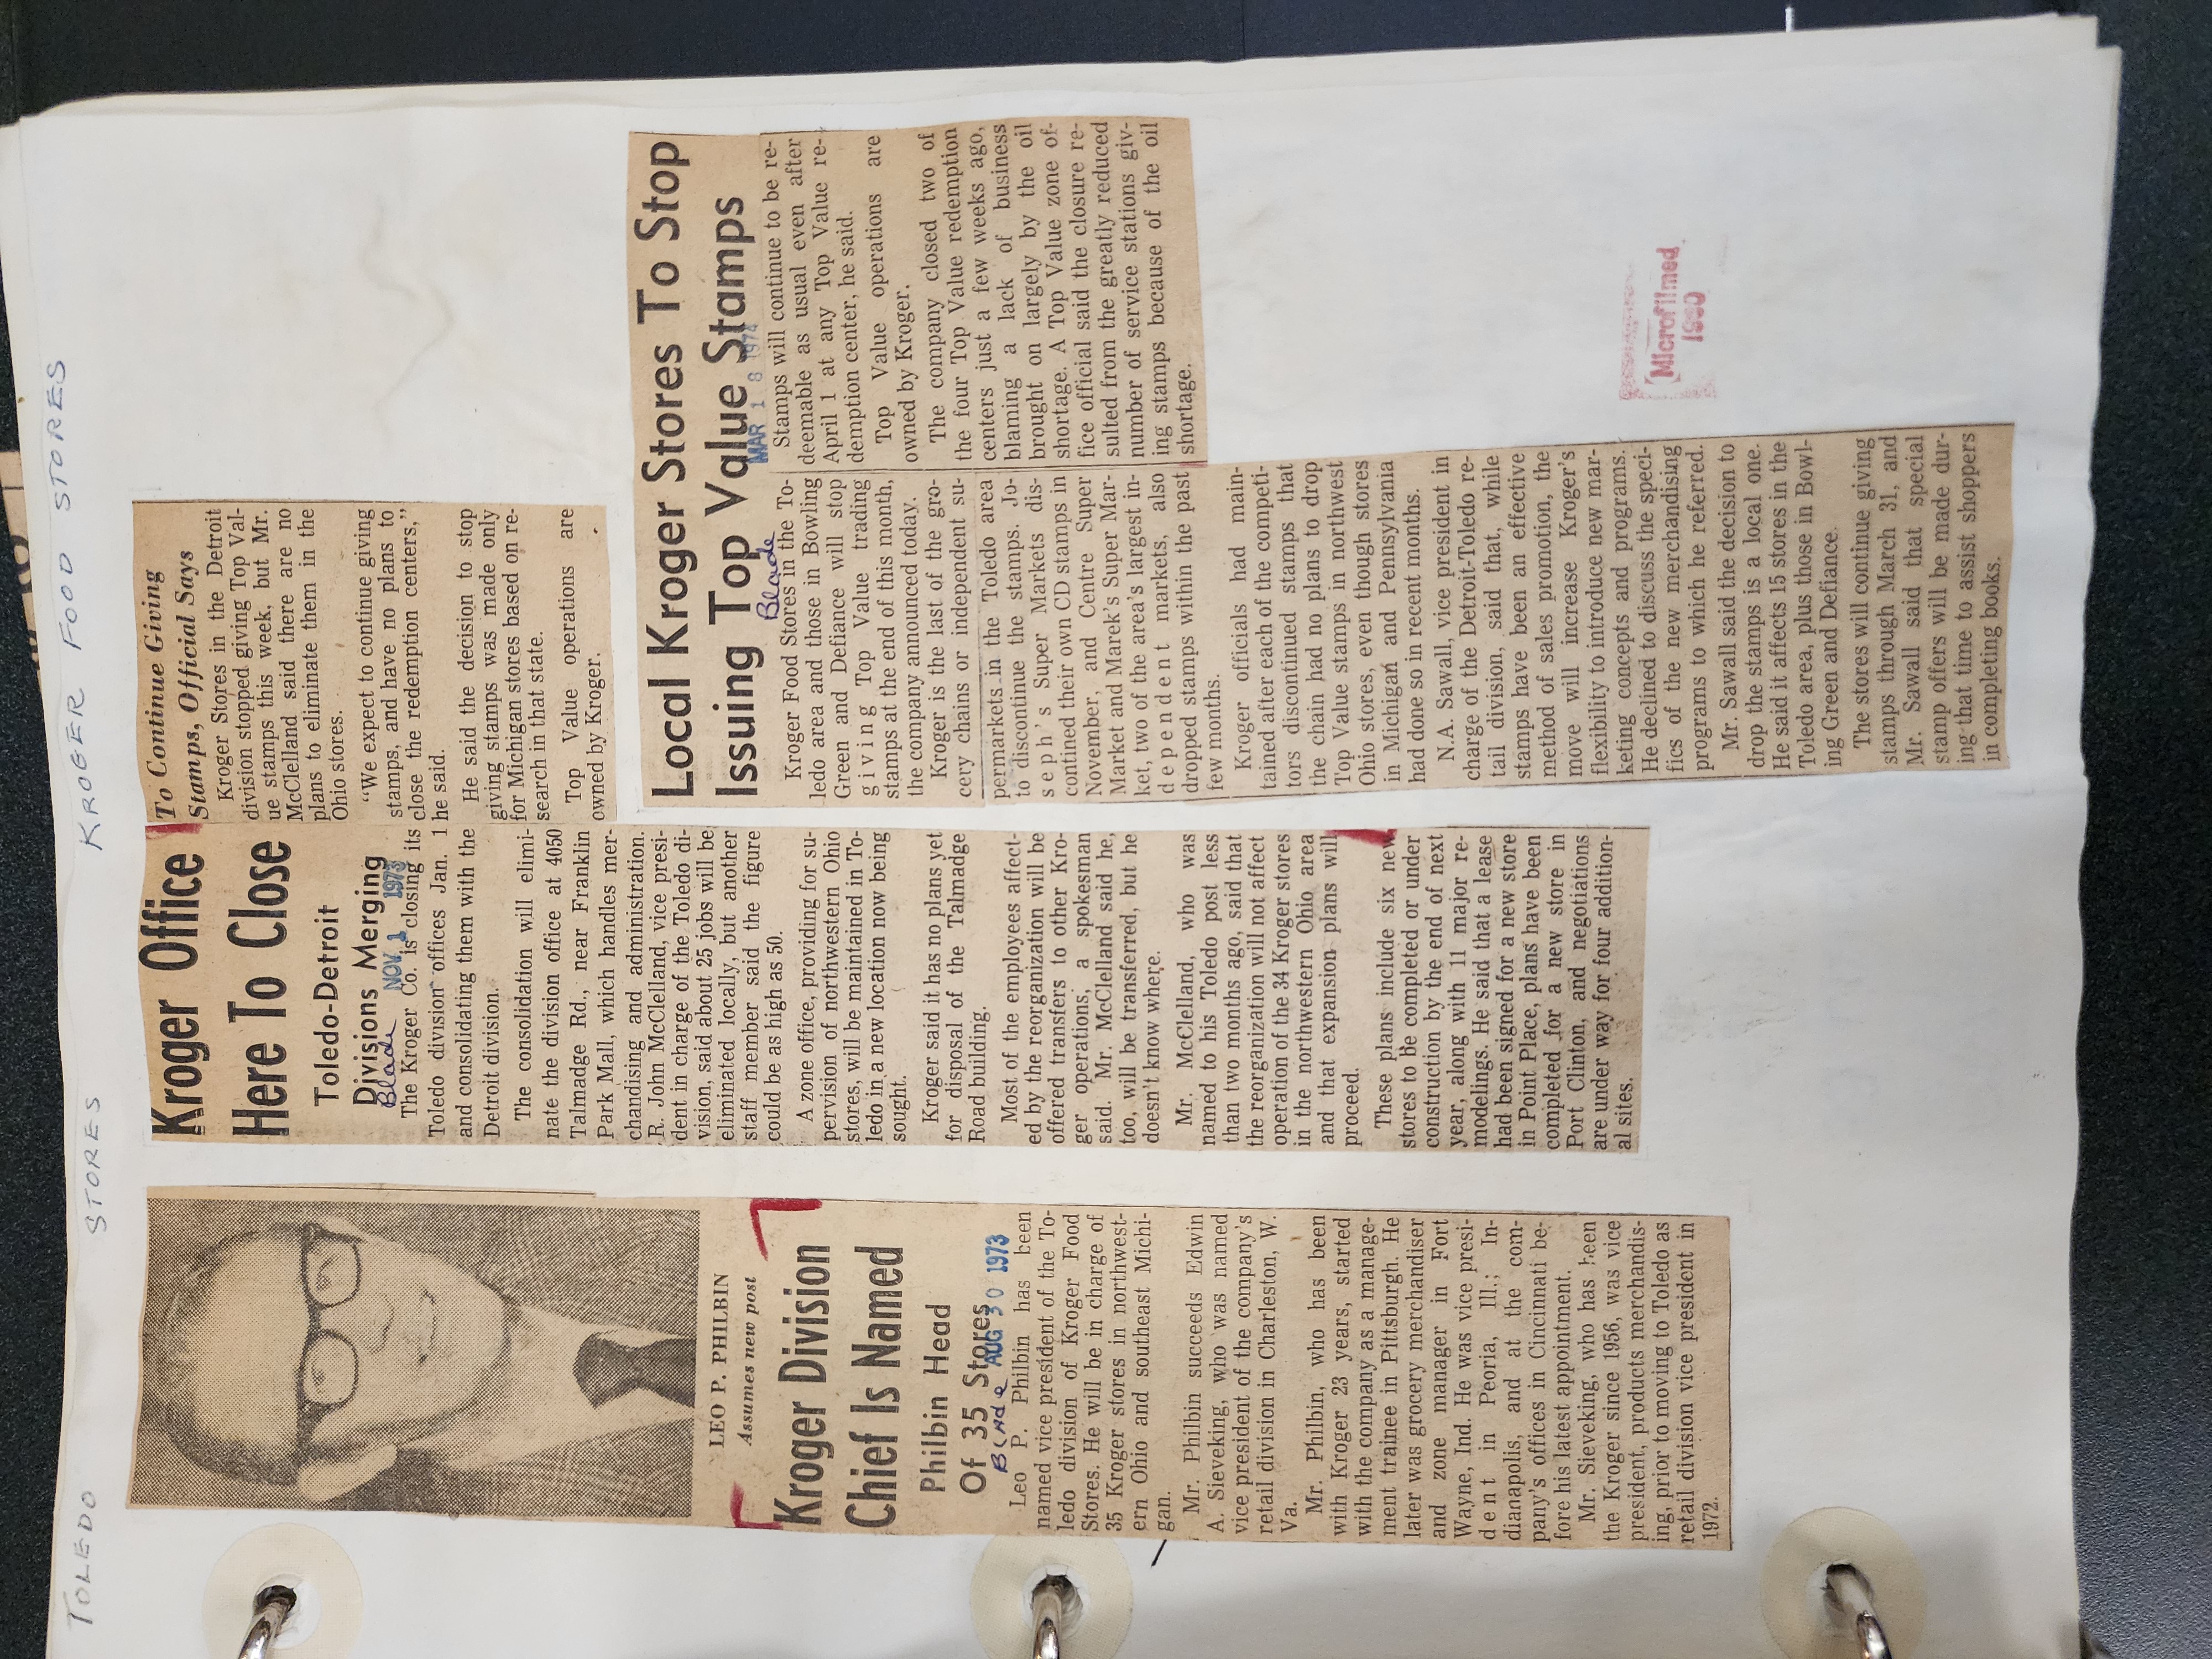 TOLEDO STORES KROGER FOOD STORES
LEO P. PHILBIN
Assumes new post
Kroger Division
Chief Is Named
Philbin Head
Of 35 Stores
Blade AUG 30 1973
Leo P. Philbin has been
named vice president of the To-
ledo division of Kroger Food
Stores. He will be in charge of
35 Kroger stores in northwest-
ern Ohio and southeast Michi-
gan.
Mr. Philbin succeeds Edwin
A. Sieveking, who was named
vice president of the company's
retail division in Charleston, W.
Va.
Mr. Philbin, who has been
with Kroger 23 years, started
with the company as a manage-
ment trainee in Pittsburgh. He
later was grocery merchandiser
and zone manager in Fort
Wayne, Ind. He was vice presi-
dent in Peoria, Ill.; In-
dianapolis, and at the com-
pany's offices in Cincinnati be-
fore his latest appointment.
Mr. Sieveking, who has been
the Kroger since 1956, was vice
president, products merchandis-
ing, prior to moving to Toledo as
retail division vice president in
1972.
Kroger Office
Here To Close
Toledo-Detroit
Divisions Merging
Blade NOV. 1 1973
The Kroger Co. is closing its
Toledo division offices Jan. 1
and consolidating them with the
Detroit division.
The consolidation will elimi-
nate the division office at 4050
Talmadge Rd., near Franklin
Park Mall, which handles mer-
chandising and administration.
R. John McClelland, vice presi-
dent in charge of the Toledo di-
vision, said about 25 jobs will be
eliminated locally, but another
staff member said the figure
could be as high as 50.
A zone office, providing for su-
pervision of northwestern Ohio
stores, will be maintained in To-
ledo in a new location now being
sought.
Kroger said it has no plans yet
for disposal of the Talmadge
Road building.
Most of the employees affect-
ed by the reorganization will be
offered transfers to other Kro-
ger operations, a spokesman
said. Mr. McClelland said he,
too, will be transferred, but he
doesn't know where.
Mr. McClelland, who was
named to his Toledo post less
than two months ago, said that
the reorganization will not affect
operation of the 34 Kroger stores
in the northwestern Ohio area
and that expansion plans will
proceed.
These plans include six new
stores to be completed or under
construction by the end of next
year, along with 11 major re-
modelings. He said that a lease
had been signed for a new store
in Point Place, plans have been
completed for a new store in
Port Clinton, and negotiations
are under way for four addition-
al sites.
To Continue Giving
Stamps, Official Says
Kroger Stores in the Detroit
division stopped giving Top Val-
ue stamps this week, but Mr.
McClelland said there are no
plans to eliminate them in the
Ohio stores.
"We expect to continue giving
stamps, and have no plans to
close the redemption centers,"
he said.
He said the decision to stop
giving stamps was made only
for Michigan stores based on re-
search in that state.
Top Value operations are
owned by Kroger.
Local Kroger Stores To Stop
Issuing Top Value Stamps
Blade MAR 18 1974
Kroger Food Stores in the To-
ledo area and those in Bowling
Green and Defiance will stop
giving Top Value trading
stamps at the end of this month,
the company announced today.
Kroger is the last of the gro-
cery chains or independent su-
permarkets in the Toledo area
to discontinue the stamps. Jo-
seph's Super Markets dis-
contined their own CD stamps in
November, and Centre Super
Market and Marek's Super Mar-
ket, two of the area's largest in-
dependent markets, also
dropped stamps within the past
few months.
Kroger officials had main-
tained after each of the competi-
tors discontinued stamps that
the chain had no plans to drop
Top Value stamps in northwest
Ohio stores, even though stores
in Michigan and Pennsylvania
had done so in recent months.
N.A. Sawall, vice president in
charge of the Detroit-Toledo re-
tail division, said that, while
stamps have been an effective
method of sales promotion, the
move will increase Kroger's
flexibility to introduce new mar-
keting concepts and programs.
He declined to discuss the speci-
fics of the new merchandising
programs to which he referred.
Mr. Sawall said the decision to
drop the stamps is a local one.
He said it affects 15 stores in the
Toledo area, plus those in Bowl-
ing Green and Defiance.
The stores will continue giving
stamps through March 31, and
Mr. Sawall said that special
stamp offers will be made dur-
ing that time to assist shoppers
in completing books.
Stamps will continue to be re-
deemable as usual even after
April 1 at any Top Value re-
demption center, he said.
Top Value operations are
owned by Kroger.
The company closed two of
the four Top Value redemption
centers just a few weeks ago,
blaming a lack of business
brought on largely by the oil
shortage. A Top Value zone of-
fice official said the closure re-
sulted from the greatly reduced
number of service stations giv-
ing stamps because of the oil
shortage.
Microfilmed
1990